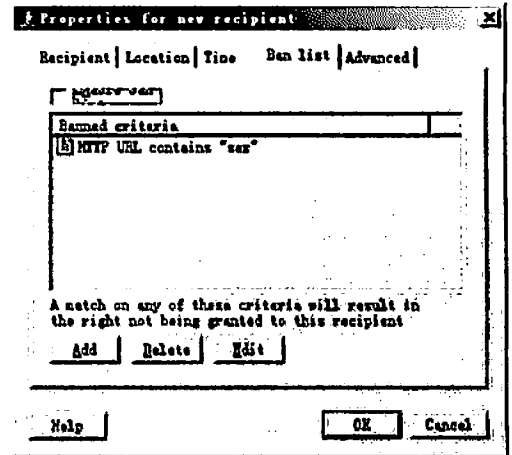 Properties for new recipient
Recipient Location Time Ban list Advanced
Banned criteria
HTTP URL contains "sex"
A match on any of these criteria will result in
the right not being granted to this recipient
Add Delete Edit
Help OK Cancel